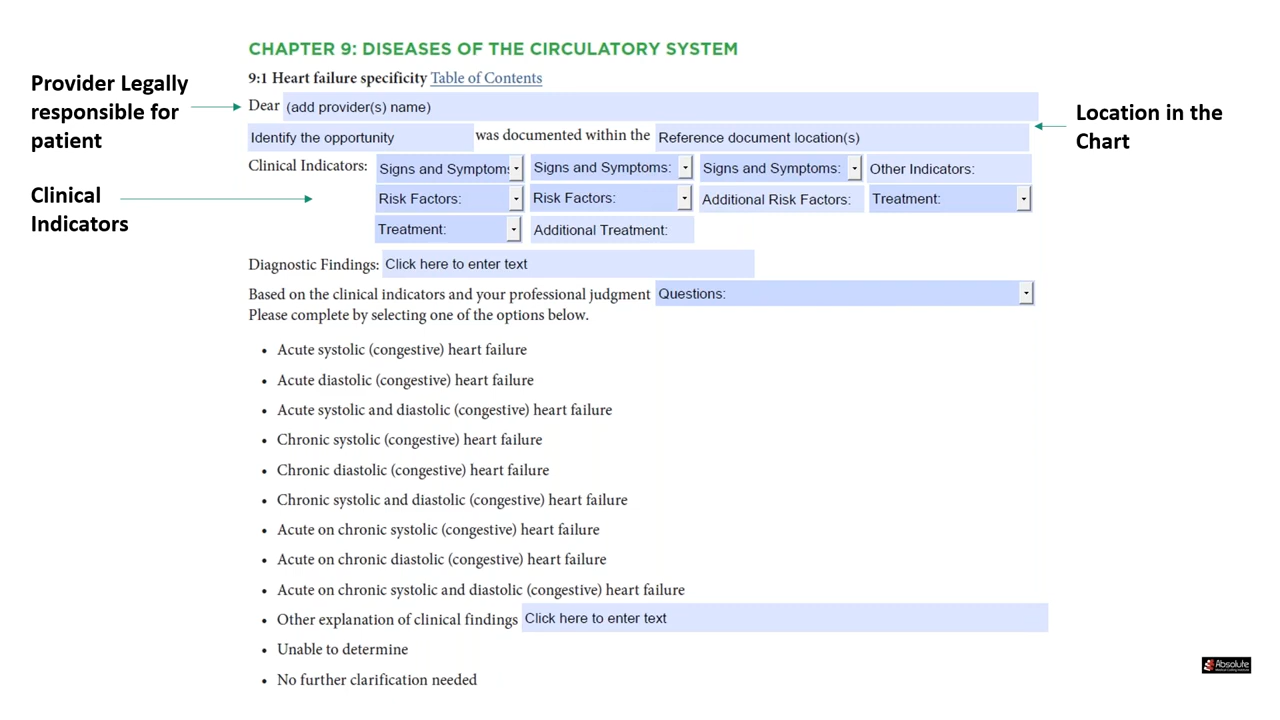 CHAPTER 9: DISEASES OF THE CIRCULATORY SYSTEM
9:1 Heart failure specificity Table of Contents
Provider Legally
responsible for
patient
Dear (add provider(s) name)
Location in the
Chart
Identify the opportunity was documented within the Reference document location(s)
Clinical
Indicators
Clinical Indicators: Signs and Symptoms Signs and Symptoms: Signs and Symptoms: Other Indicators:
Risk Factors: Risk Factors: Additional Risk Factors: Treatment:
Treatment: Additional Treatment:
Diagnostic Findings: Click here to enter text
Based on the clinical indicators and your professional judgment Questions:
Please complete by selecting one of the options below.
• Acute systolic (congestive) heart failure
• Acute diastolic (congestive) heart failure
• Acute systolic and diastolic (congestive) heart failure
• Chronic systolic (congestive) heart failure
• Chronic diastolic (congestive) heart failure
• Chronic systolic and diastolic (congestive) heart failure
• Acute on chronic systolic (congestive) heart failure
• Acute on chronic diastolic (congestive) heart failure
• Acute on chronic systolic and diastolic (congestive) heart failure
• Other explanation of clinical findings Click here to enter text
• Unable to determine
• No further clarification needed
Absolute